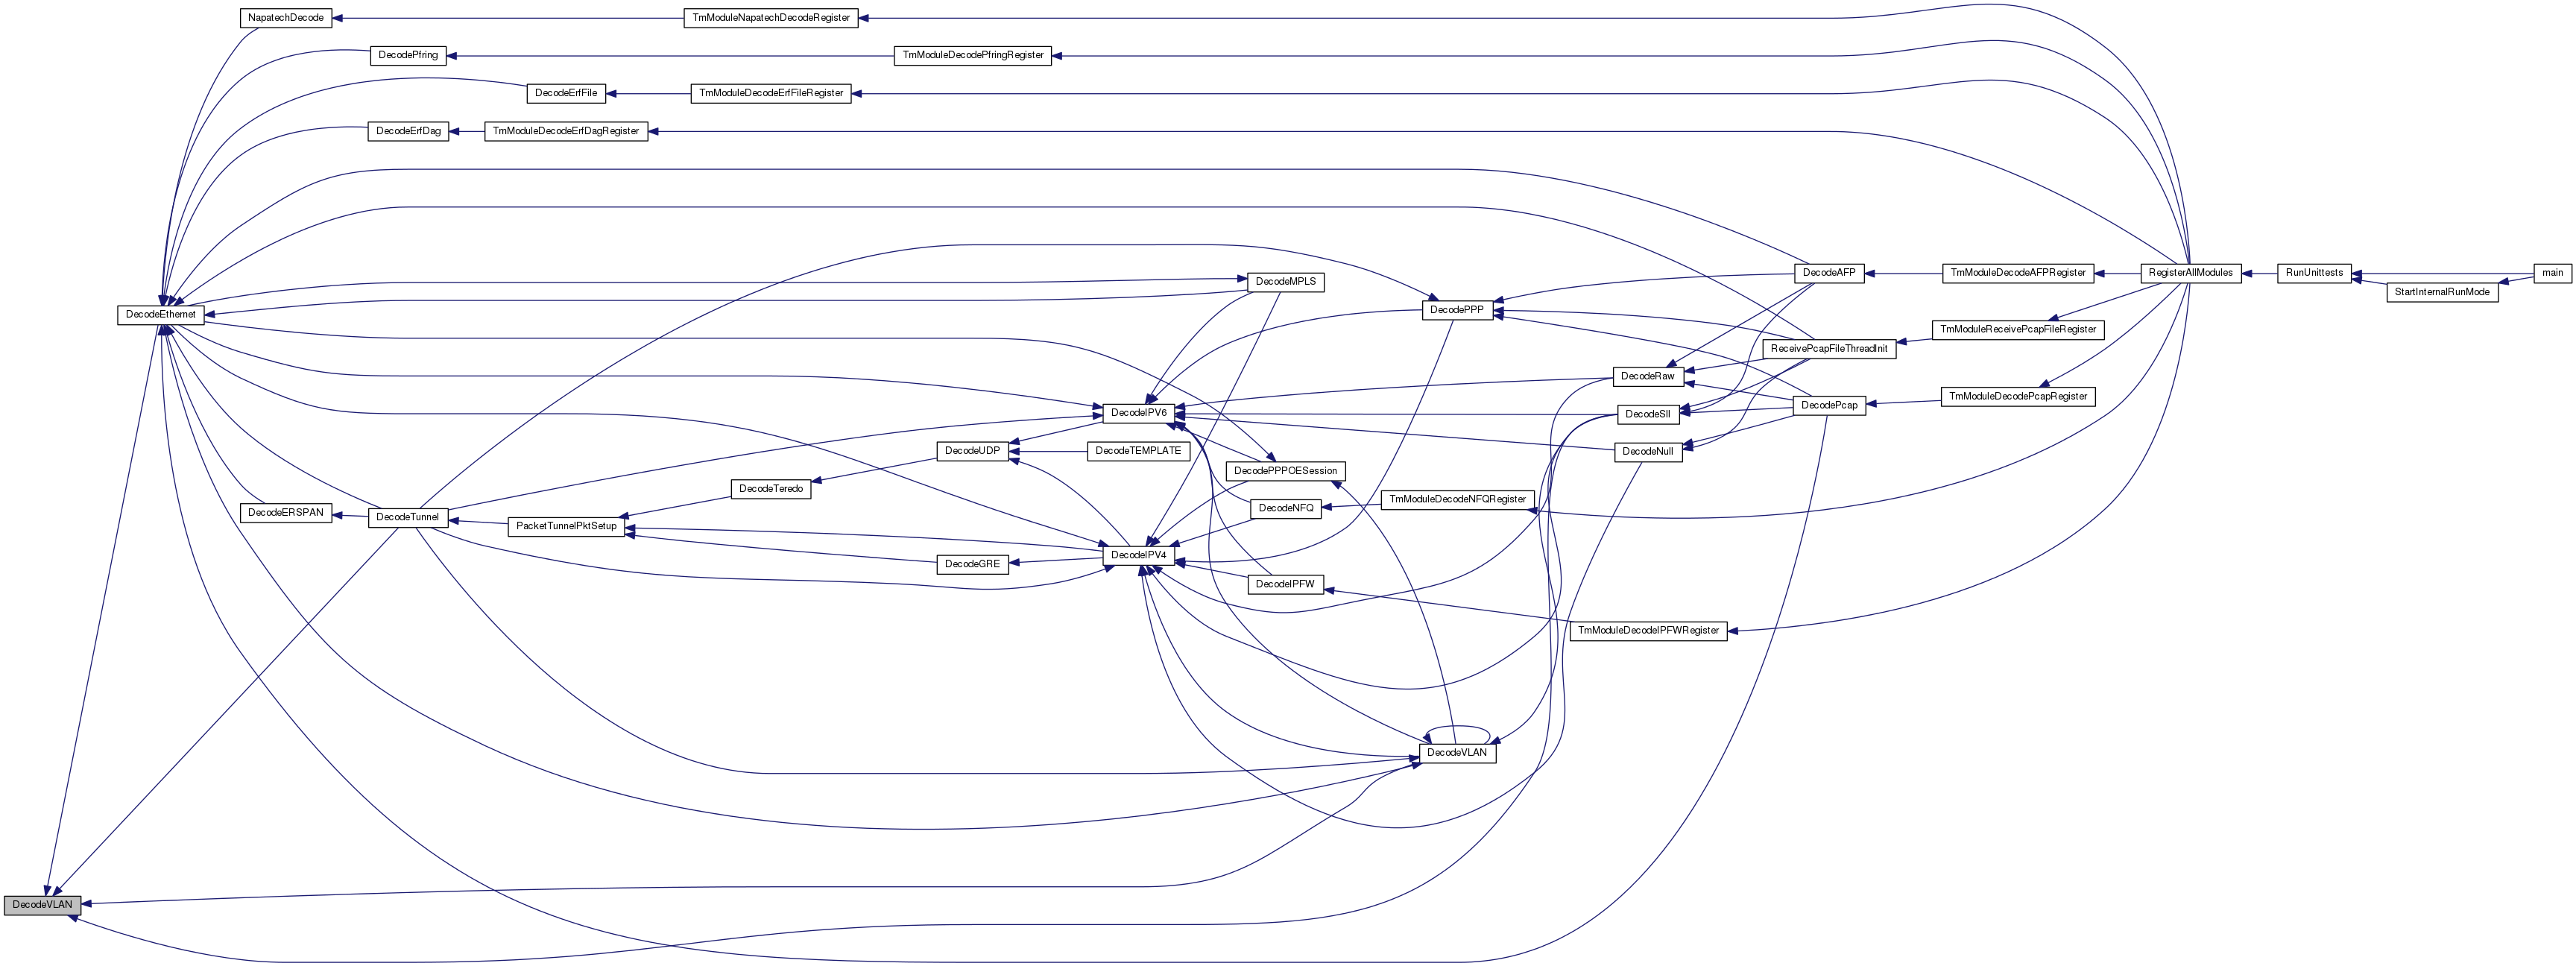 NapatechDecode
TmModuleNapatechDecodeRegister
DecodePfring
TmModuleDecodePfringRegister
DecodeErfFile
TmModuleDecodeErfFileRegister
DecodeErfDag
TmModuleDecodeErfDagRegister
DecodeAFP
TmModuleDecodeAFPRegister
RegisterAllModules
RunUnittests
main
DecodeMPLS
StartInternalRunMode
DecodeEthernet
DecodePPP
TmModuleReceivePcapFileRegister
ReceivePcapFileThreadInit
DecodeRaw
TmModuleDecodePcapRegister
DecodePcap
DecodeIPV6
DecodeSll
DecodeUDP
DecodeTEMPLATE
DecodeNull
DecodePPPOESession
DecodeTeredo
TmModuleDecodeNFQRegister
DecodeNFQ
DecodeERSPAN
DecodeTunnel
PacketTunnelPktSetup
DecodeIPV4
DecodeGRE
DecodeIPFW
TmModuleDecodeIPFWRegister
DecodeVLAN
DecodeVLAN